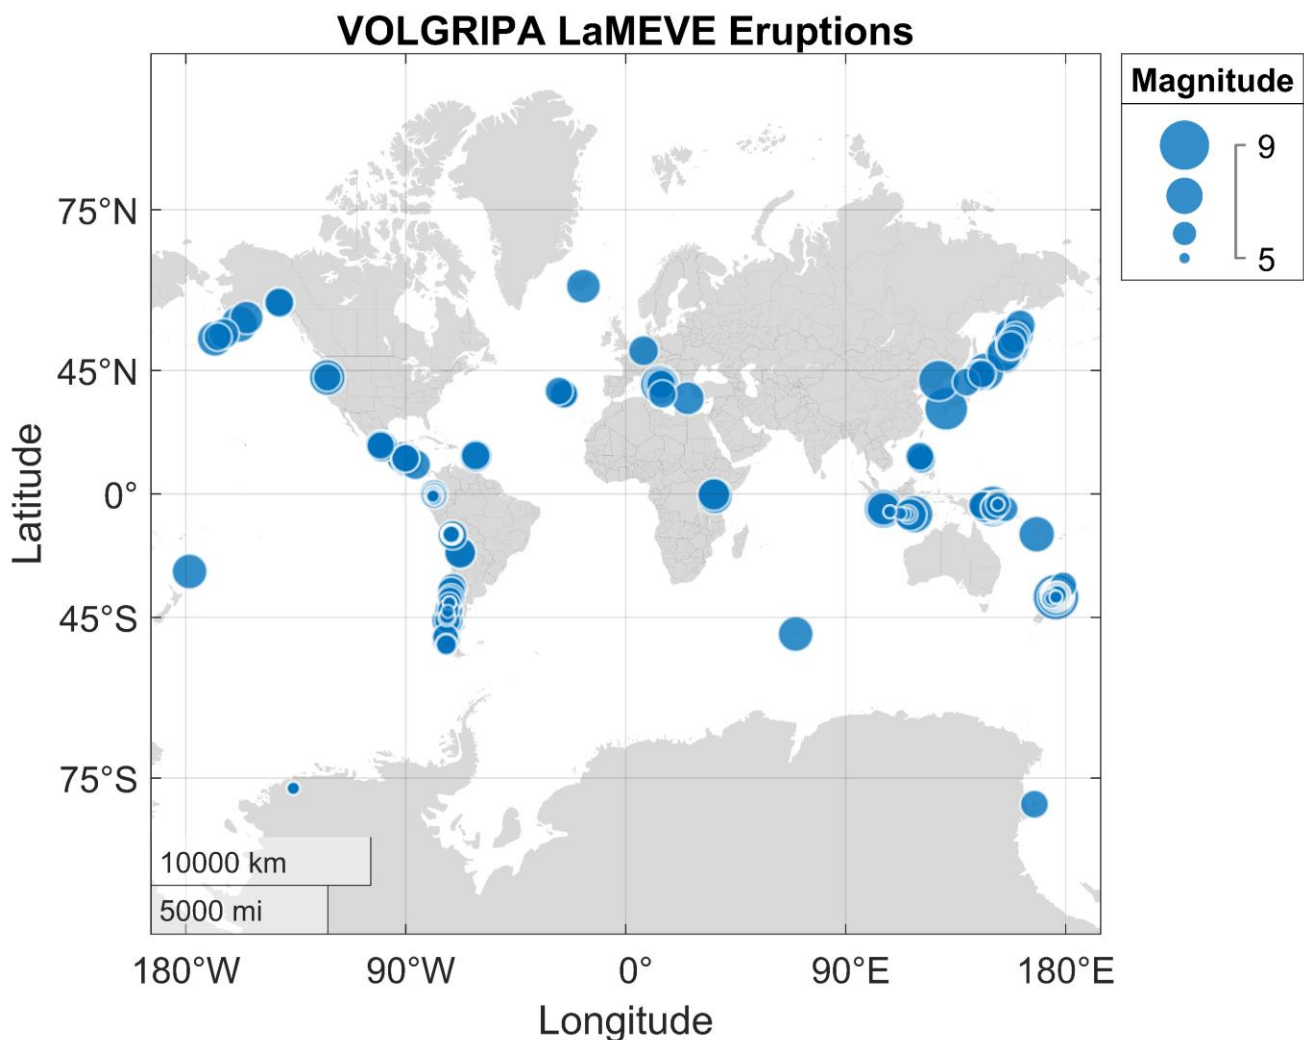 VOLGRIPA LaMEVE Eruptions
Magnitude
9
5
75°N
45°N
0°
45°S
75°S
Latitude
10000 km
5000 mi
180°W
90°W
0°
90°E
180°E
Longitude